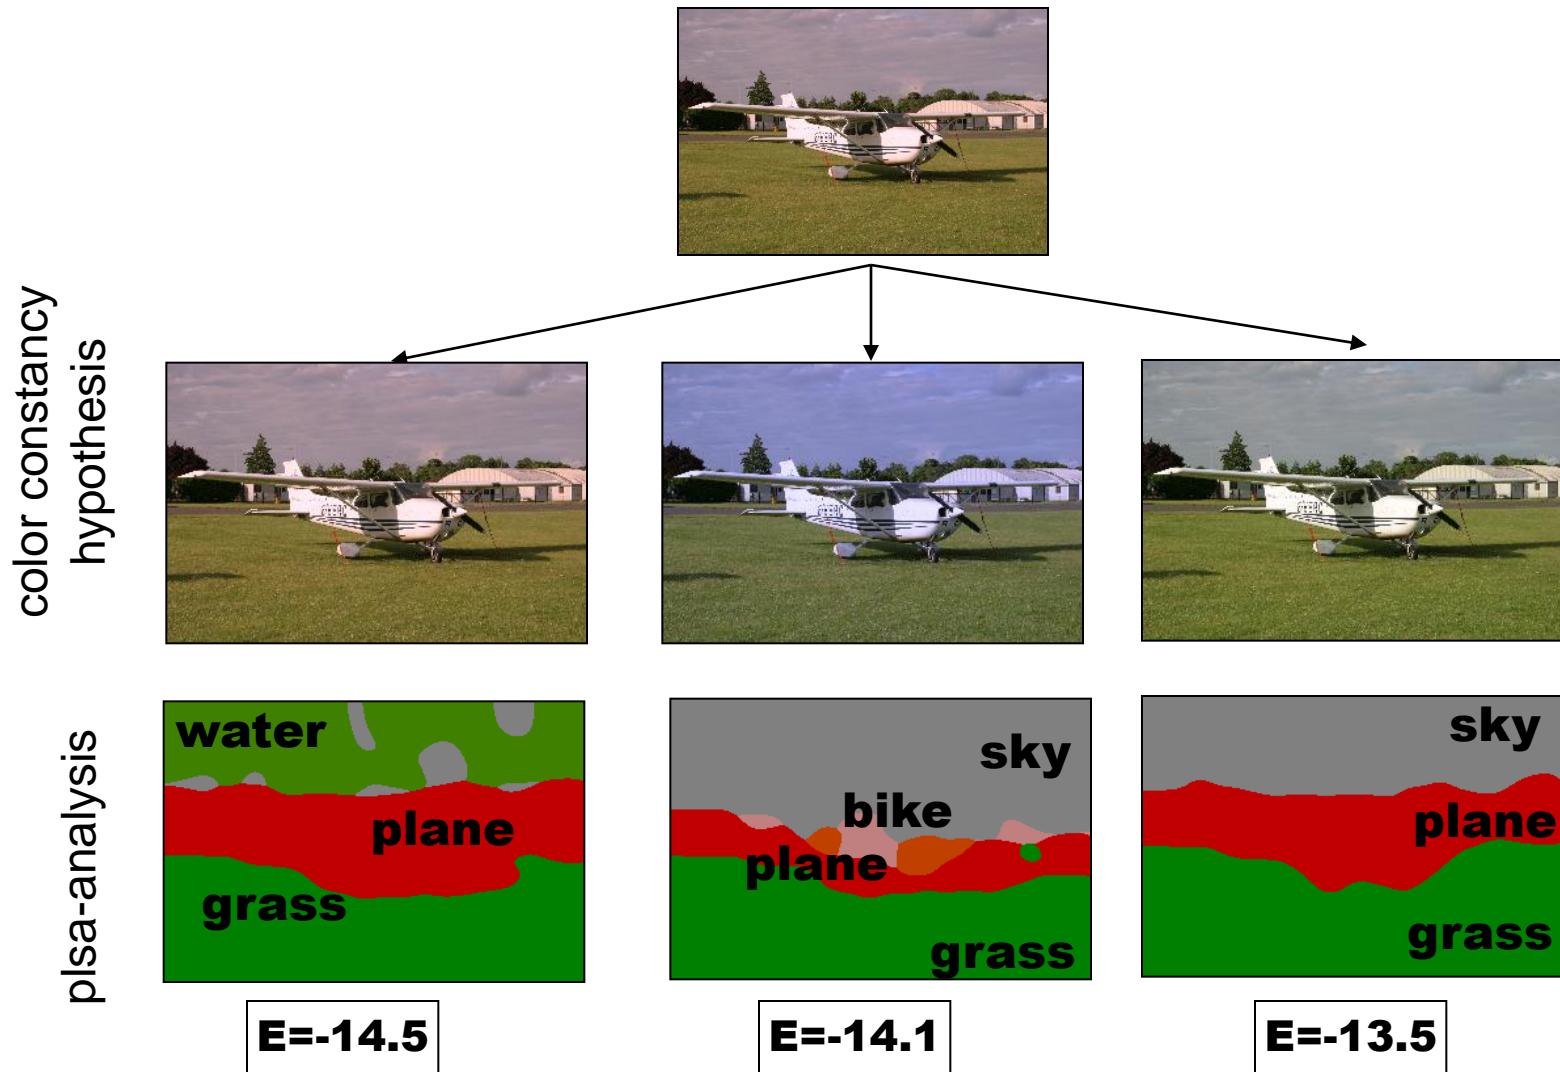 color constancy
hypothesis
plsa-analysis
water
plane
grass
sky
bike
plane
grass
sky
plane
grass
E=-14.5
E=-14.1
E=-13.5